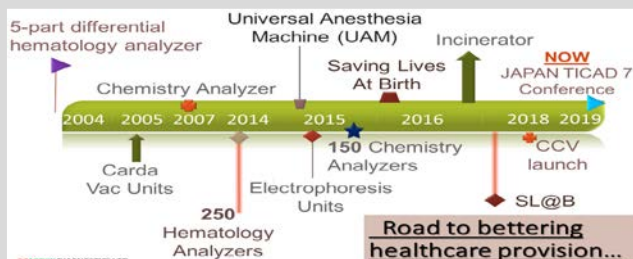 5-part differential
hematology analyzer
Universal Anesthesia
Machine (UAM)
Incinerator
NOW
JAPAN TICAD 7
Conference
Chemistry Analyzer
Saving Lives
At Birth
2004 2005 2007 2014 2015 2016 2018 2019
Carda
Vac Units
250
Hematology
Analyzers
Electrophoresis
Units
150 Chemistry
Analyzers
CCV
launch
SL@B
Road to bettering
healthcare provision...